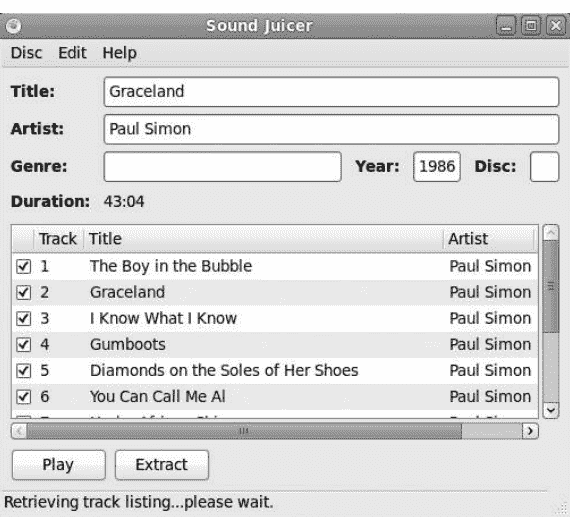 Sound Juicer
Disc Edit Help
Title: Graceland
Artist: Paul Simon
Genre: Year: 1986 Disc:
Duration: 43:04
Track Title Artist
1 The Boy in the Bubble Paul Simon
2 Graceland Paul Simon
3 I Know What I Know Paul Simon
4 Gumboots Paul Simon
5 Diamonds on the Soles of Her Shoes Paul Simon
6 You Can Call Me Al Paul Simon
Play Extract
Retrieving track listing...please wait.